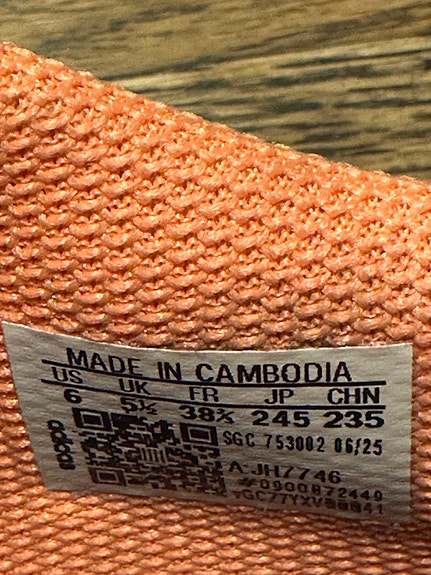 MADE IN CAMBODIA
US UK FR JP CHN
6 5½ 38⅔ 245 235
SGC 753002 06/25
A:JH7746
#0900872440